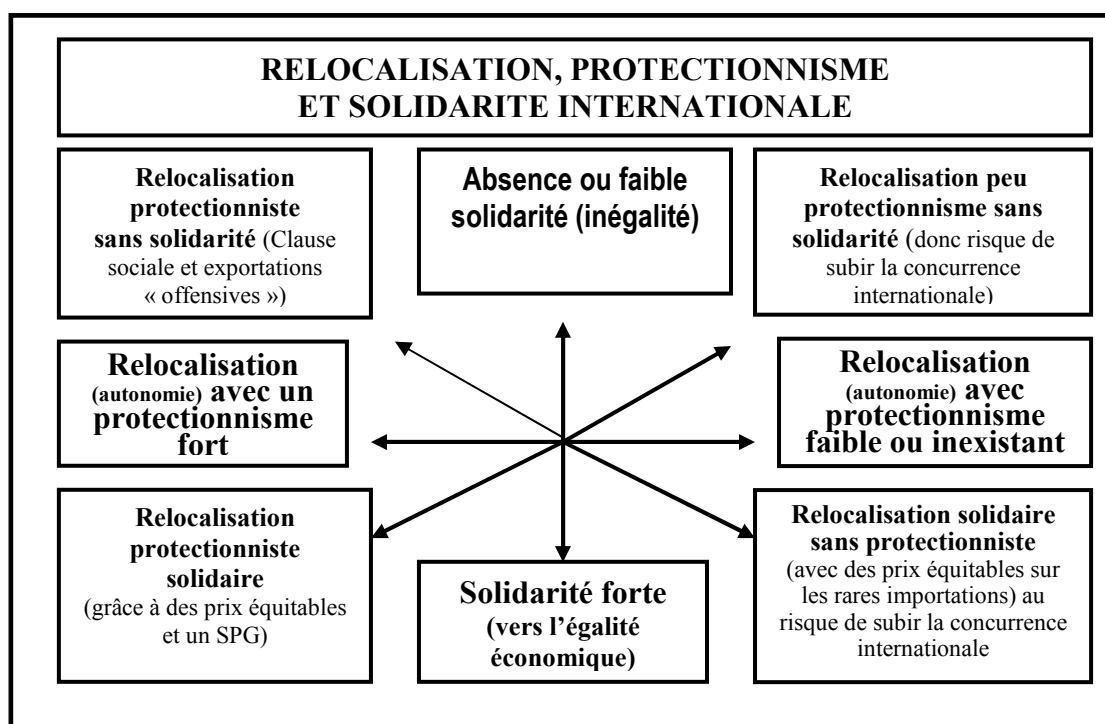 RELOCALISATION, PROTECTIONNISME
ET SOLIDARITE INTERNATIONALE
Relocalisation
protectionniste
sans solidarité (Clause
sociale et exportations
« offensives »)
Absence ou faible
solidarité (inégalité)
Relocalisation peu
protectionnisme sans
solidarité (donc risque de
subir la concurrence
internationale)
Relocalisation
(autonomie) avec un
protectionnisme
fort
Relocalisation
(autonomie) avec
protectionnisme
faible ou inexistant
Relocalisation
protectionniste
solidaire
(grâce à des prix équitables
et un SPG)
Solidarité forte
(vers l’égalité
économique)
Relocalisation solidaire
sans protectionniste
(avec des prix équitables sur
les rares importations) au
risque de subir la concurrence
internationale